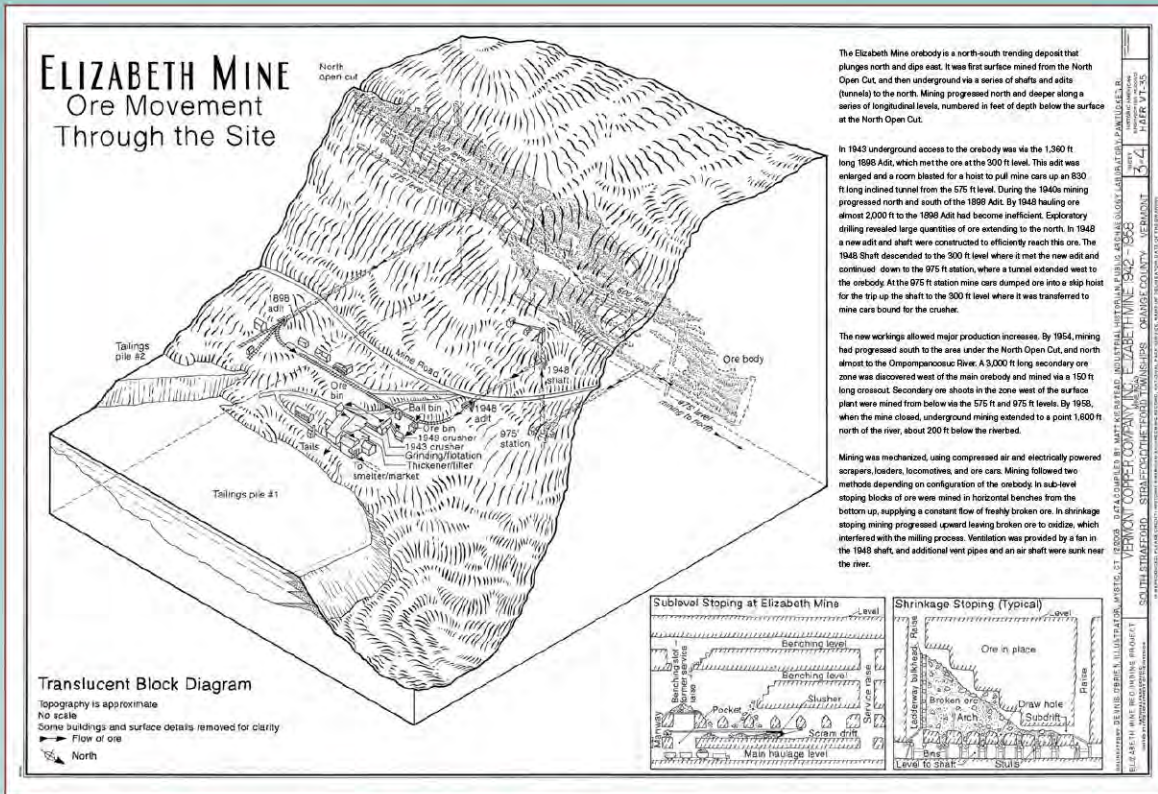 ELIZABETH MINE
Ore Movement
Through the Site
The Elizabeth Mine orebody is a north-south trending deposit that
plunges north and dips east. It was first surface mined from the North
Open Cut, and then underground via a series of shafts and adits
(tunnels) to the north. Mining progressed north and deeper along a
series of longitudinal levels, numbered in feet of depth below the surface
at the North Open Cut.
In 1943 underground access to the orebody was via the 1,360 ft
long 1898 Adit, which met the ore at the 300 ft level. This adit was
enlarged and a room blasted for a hoist to pull mine cars up an 830
ft long inclined tunnel from the 575 ft level. During the 1940s mining
progressed north and south of the 1898 Adit. By 1948 hauling ore
almost 2,000 ft to the 1898 Adit had become inefficient. Exploratory
drilling revealed large quantities of ore extending to the north. In 1948
a new adit and shaft were constructed to efficiently reach this ore. The
1948 Shaft descended to the 300 ft level where it met the new adit and
continued down to the 975 ft station, where a tunnel extended west to
the orebody. At the 975 ft station mine cars dumped ore into a skip hoist
for the trip up the shaft to the 300 ft level where it was transferred to
mine cars bound for the crusher.
The new workings allowed major production increases. By 1954, mining
had progressed south to the area under the North Open Cut, and north
almost to the Ompompanoosuc River. A 3,000 ft long secondary ore
zone was discovered west of the main orebody and mined via a 150 ft
long crosscut. Secondary ore shoots in the zone west of the surface
plant were mined from below via the 575 ft and 975 ft levels. By 1958,
when the mine closed, underground mining extended to a point 1,600 ft
north of the river, about 200 ft below the riverbed.
Mining was mechanized, using compressed air and electrically powered
scrapers, loaders, locomotives, and ore cars. Mining followed two
methods depending on configuration of the orebody. In sub-level
stoping blocks of ore were mined in horizontal benches from the
bottom up, supplying a constant flow of freshly broken ore. In shrinkage
stoping mining progressed upward leaving broken ore to oxidize, which
interfered with the milling process. Ventilation was provided by a fan in
the 1948 shaft, and additional vent pipes and an air shaft were sunk near
the river.
North
open cut
1898
adit
Tailings
pile #2
Mine Road
Ore body
1948
shaft
Ore
bin
Ball bin
1948
adit
Ore bin
1949 crusher
1943 crusher
Grinding/flotation
Thickener/filter
Tails
To
smelter/market
975'
station
975' level
mining to north
Tailings pile #1
Translucent Block Diagram
Topography is approximate
No scale
Some buildings and surface details removed for clarity
Flow of ore
North
Sublevel Stoping at Elizabeth Mine
Level
Benching level
Benching level
Benching slot
former service
raise
Slusher
Service raise
Pocket
Manway
Scram drift
Main haulage level
Shrinkage Stoping (Typical)
Level
Raise
Ore in place
Ladderway bulkhead
Raise
Broken ore
Draw hole
Arch
Subdrift
Bins
Level to shaft
Stulls
ELIZABETH MINE RECORDING PROJECT
VERMONT COPPER COMPANY, INC., ELIZABETH MINE 1942 - 1958
SOUTH STRAFFORD
STRAFFORD/THETFORD TOWNSHIPS
ORANGE COUNTY
VERMONT
SHEET
3 of 4
HAER VT-35